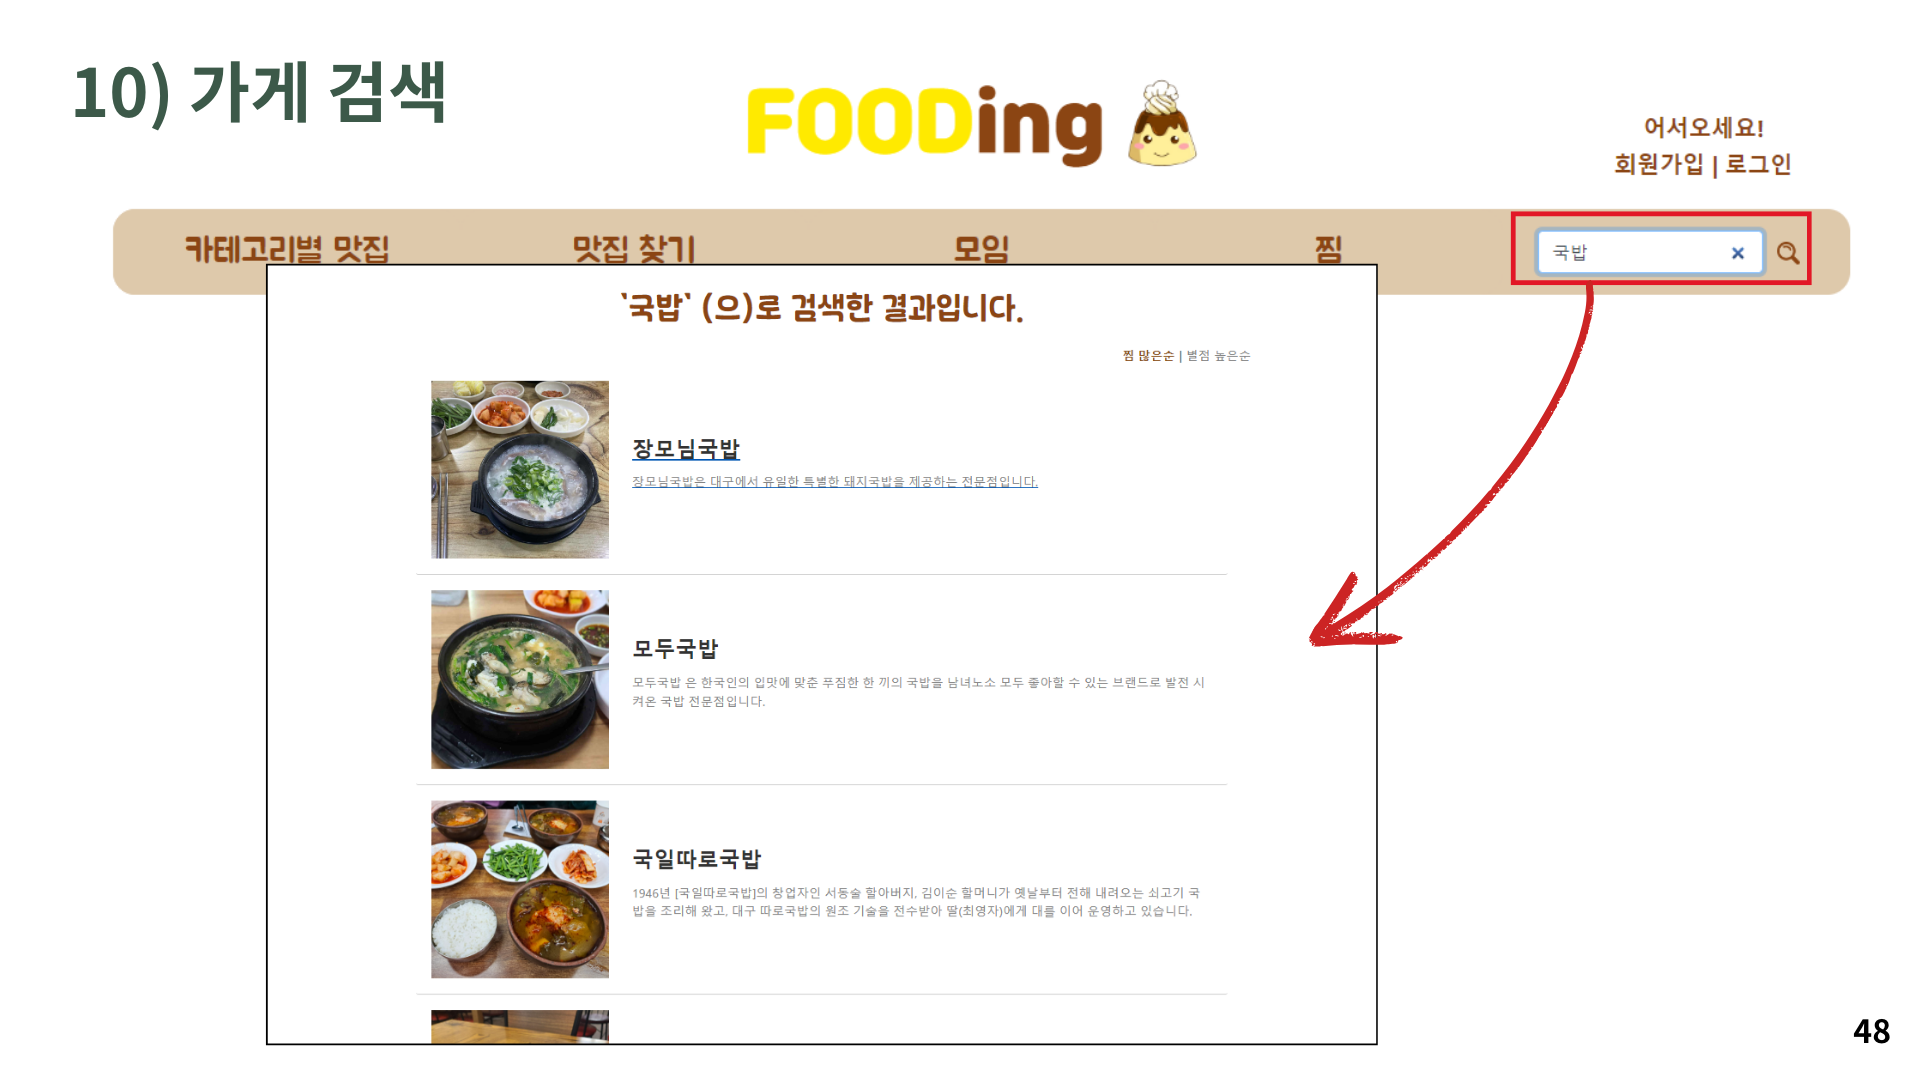 10) 가게 검색
FOODing
어서오세요!
회원가입 | 로그인
카테고리별 맛집
맛집 찾기
모임
찜
국밥
`국밥` (으)로 검색한 결과입니다.
찜 많은순 | 별점 높은순
장모님국밥
장모님국밥은 대구에서 유일한 특별한 돼지국밥을 제공하는 전문점입니다.
모두국밥
모두국밥 은 한국인의 입맛에 맞춘 푸짐한 한 끼의 국밥을 남녀노소 모두 좋아할 수 있는 브랜드로 발전 시
켜온 국밥 전문점입니다.
국일따로국밥
1946년 [국일따로국밥]의 창업자인 서동술 할아버지, 김이순 할머니가 옛날부터 전해 내려오는 쇠고기 국
밥을 조리해 왔고, 대구 따로국밥의 원조 기술을 전수받아 딸(최영자)에게 대를 이어 운영하고 있습니다.
48